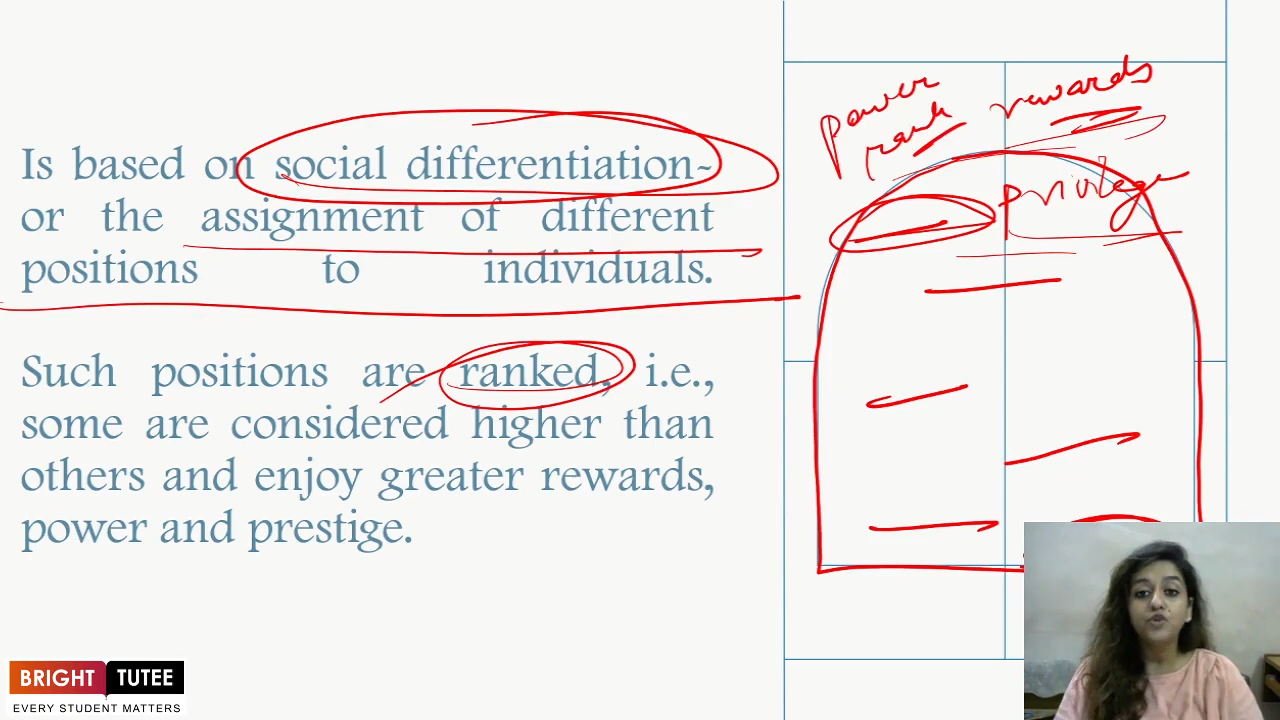 Is based on social differentiation-
or the assignment of different
positions to individuals.
Such positions are ranked, i.e.,
some are considered higher than
others and enjoy greater rewards,
power and prestige.
power
rank
rewards
privilege
BRIGHT TUTEE
EVERY STUDENT MATTERS